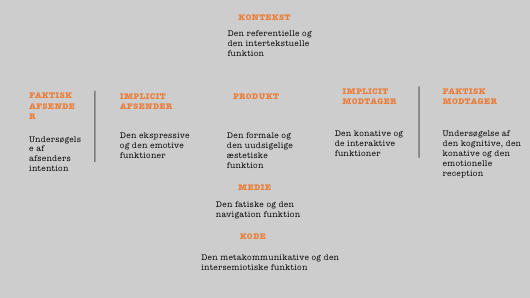 KONTEKST
Den referentielle og
den intertekstuelle
funktion
FAKTISK
AFSENDE
R
Undersøgels
e af
afsenders
intention
IMPLICIT
AFSENDER
Den ekspressive
og den emotive
funktioner
PRODUKT
Den formale og
den uudsigelige
æstetiske
funktion
IMPLICIT
MODTAGER
Den konative og
de interaktive
funktioner
FAKTISK
MODTAGER
Undersøgelse af
den kognitive, den
konative og den
emotionelle
reception
MEDIE
Den fatiske og den
navigation funktion
KODE
Den metakommunikative og den
intersemiotiske funktion